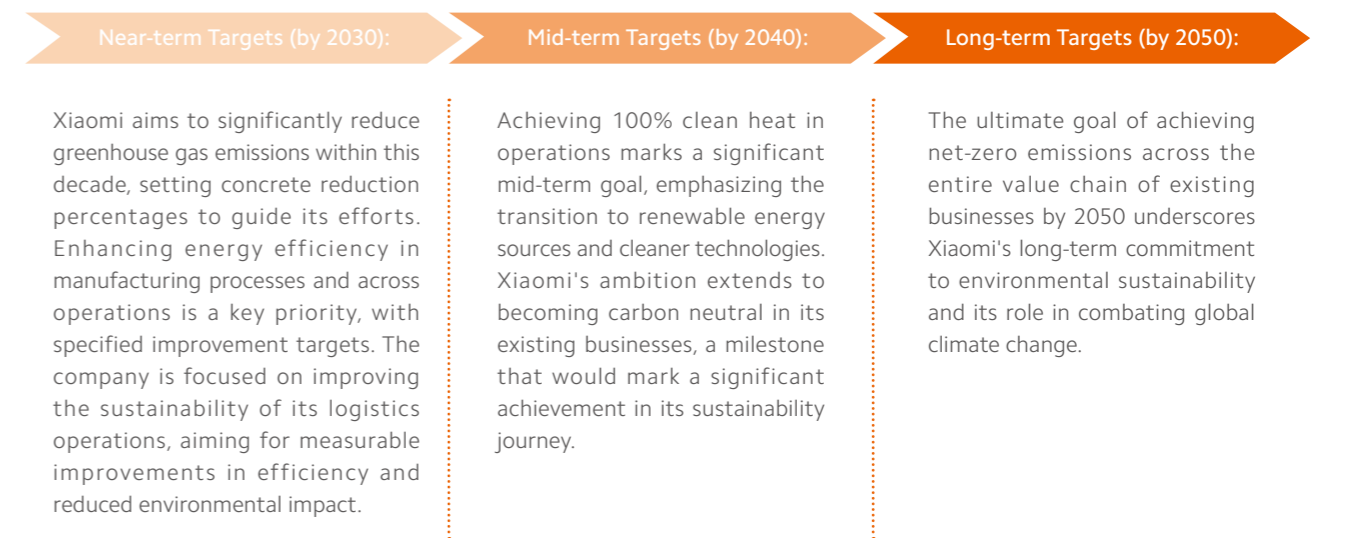 Near-term Targets (by 2030):
Xiaomi aims to significantly reduce
greenhouse gas emissions within this
decade, setting concrete reduction
percentages to guide its efforts.
Enhancing energy efficiency in
manufacturing processes and across
operations is a key priority, with
specified improvement targets. The
company is focused on improving
the sustainability of its logistics
operations, aiming for measurable
improvements in efficiency and
reduced environmental impact.
Mid-term Targets (by 2040):
Achieving 100% clean heat in
operations marks a significant
mid-term goal, emphasizing the
transition to renewable energy
sources and cleaner technologies.
Xiaomi's ambition extends to
becoming carbon neutral in its
existing businesses, a milestone
that would mark a significant
achievement in its sustainability
journey.
Long-term Targets (by 2050):
The ultimate goal of achieving
net-zero emissions across the
entire value chain of existing
businesses by 2050 underscores
Xiaomi's long-term commitment
to environmental sustainability
and its role in combating global
climate change.